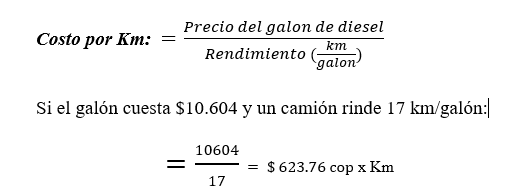 Costo por Km: = Precio del galon de diesel / Rendimiento (km/galon)
Si el galón cuesta $10.604 y un camión rinde 17 km/galón:
= 10604 / 17 = $ 623.76 cop x Km